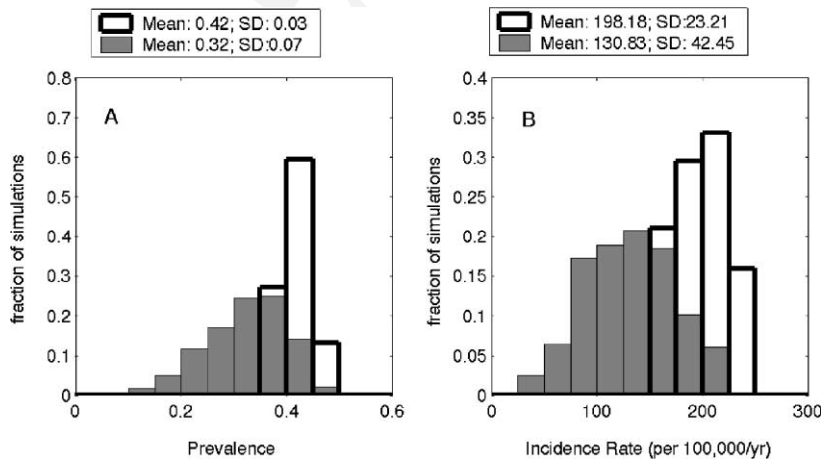 Mean: 0.42; SD: 0.03
Mean: 0.32; SD:0.07
Mean: 198.18; SD:23.21
Mean: 130.83; SD: 42.45
A
0.8
0.7
0.6
0.5
0.4
0.3
0.2
0.1
0
fraction of simulations
0
0.2
0.4
0.6
Prevalence
B
0.4
0.35
0.3
0.25
0.2
0.15
0.1
0.05
0
fraction of simulations
0
100
200
300
Incidence Rate (per 100,000/yr)